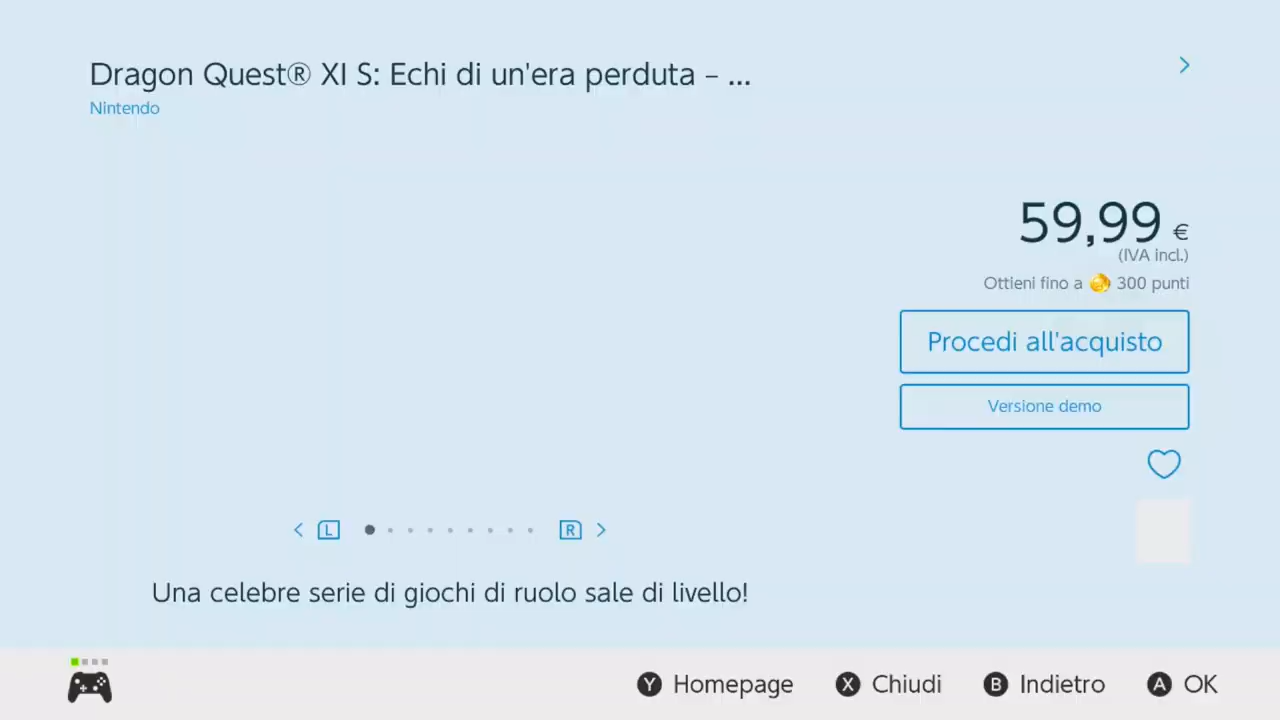 Dragon Quest® XI S: Echi di un'era perduta – ...
Nintendo
59,99 €
(IVA incl.)
Ottieni fino a 300 punti
Procedi all'acquisto
Versione demo
L R
Una celebre serie di giochi di ruolo sale di livello!
Y Homepage X Chiudi B Indietro A OK